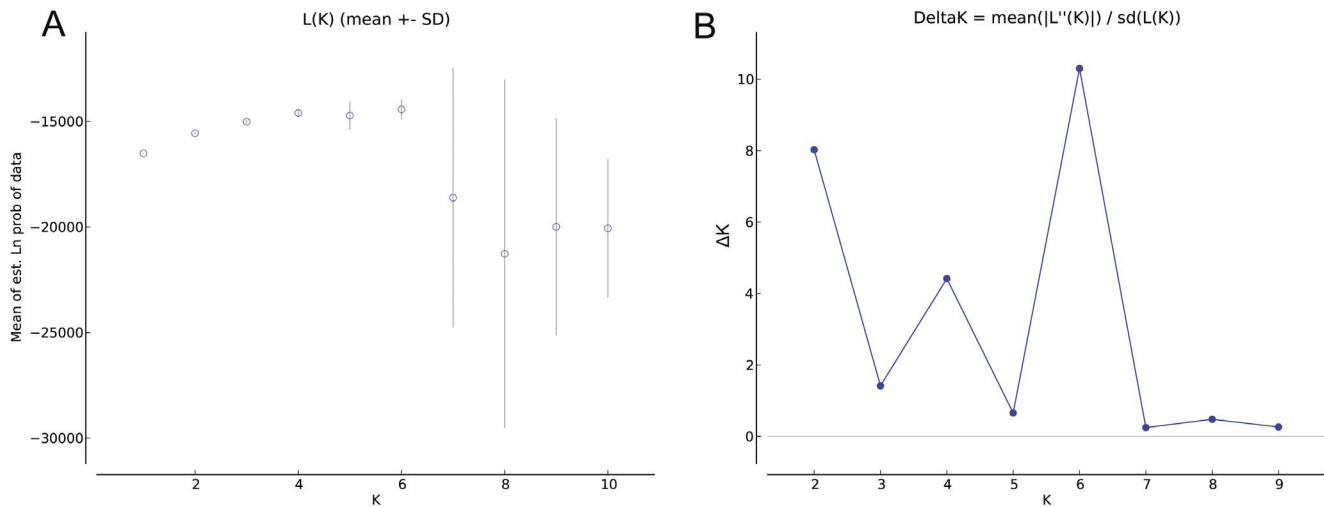 A
L(K) (mean +- SD)
Mean of est. Ln prob of data
−15000
−20000
−25000
−30000
2
4
6
8
10
K
B
DeltaK = mean(|L''(K)|) / sd(L(K))
ΔK
10
8
6
4
2
0
2
3
4
5
6
7
8
9
K